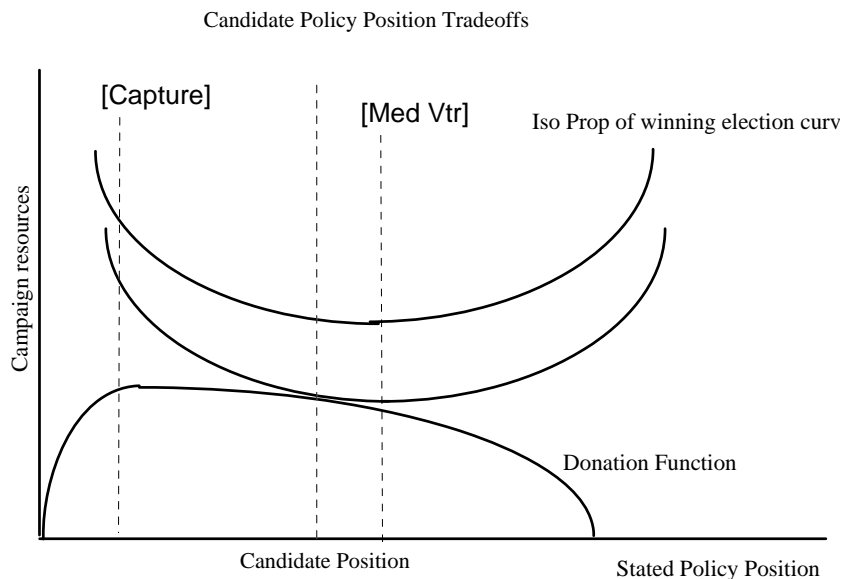 Candidate Policy Position Tradeoffs
[Capture]
[Med Vtr]
Iso Prop of winning election curv
Campaign resources
Donation Function
Candidate Position
Stated Policy Position